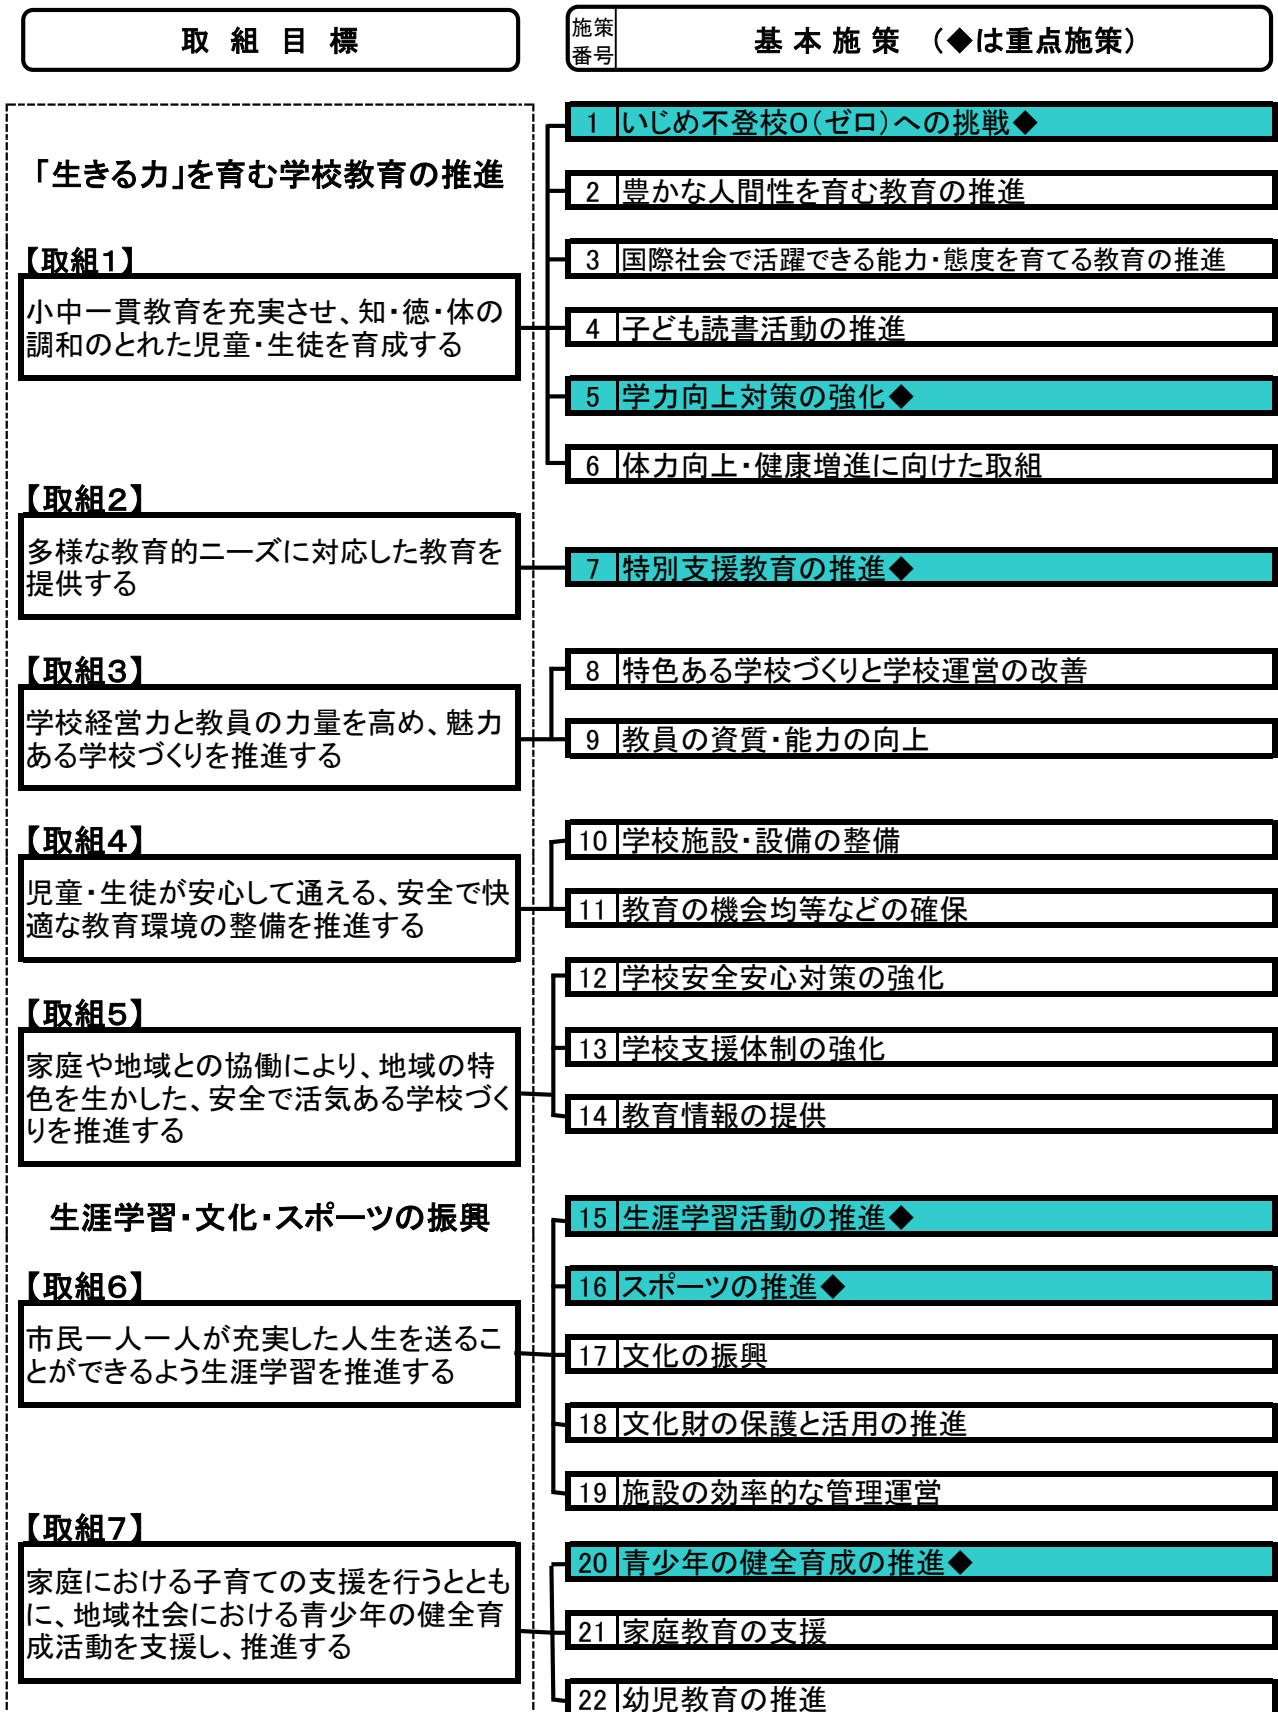 取 組 目 標
施策
番号
基 本 施 策 （◆は重点施策）
「生きる力」を育む学校教育の推進
【取組1】
小中一貫教育を充実させ、知・徳・体の
調和のとれた児童・生徒を育成する
1 いじめ不登校０（ゼロ）への挑戦◆
2 豊かな人間性を育む教育の推進
3 国際社会で活躍できる能力・態度を育てる教育の推進
4 子ども読書活動の推進
5 学力向上対策の強化◆
6 体力向上・健康増進に向けた取組
【取組2】
多様な教育的ニーズに対応した教育を
提供する
7 特別支援教育の推進◆
【取組3】
学校経営力と教員の力量を高め、魅力
ある学校づくりを推進する
8 特色ある学校づくりと学校運営の改善
9 教員の資質・能力の向上
【取組4】
児童・生徒が安心して通える、安全で快
適な教育環境の整備を推進する
10 学校施設・設備の整備
11 教育の機会均等などの確保
【取組5】
家庭や地域との協働により、地域の特
色を生かした、安全で活気ある学校づく
りを推進する
12 学校安全安心対策の強化
13 学校支援体制の強化
14 教育情報の提供
生涯学習・文化・スポーツの振興
【取組6】
市民一人一人が充実した人生を送るこ
とができるよう生涯学習を推進する
15 生涯学習活動の推進◆
16 スポーツの推進◆
17 文化の振興
18 文化財の保護と活用の推進
19 施設の効率的な管理運営
【取組7】
家庭における子育ての支援を行うととも
に、地域社会における青少年の健全育
成活動を支援し、推進する
20 青少年の健全育成の推進◆
21 家庭教育の支援
22 幼児教育の推進